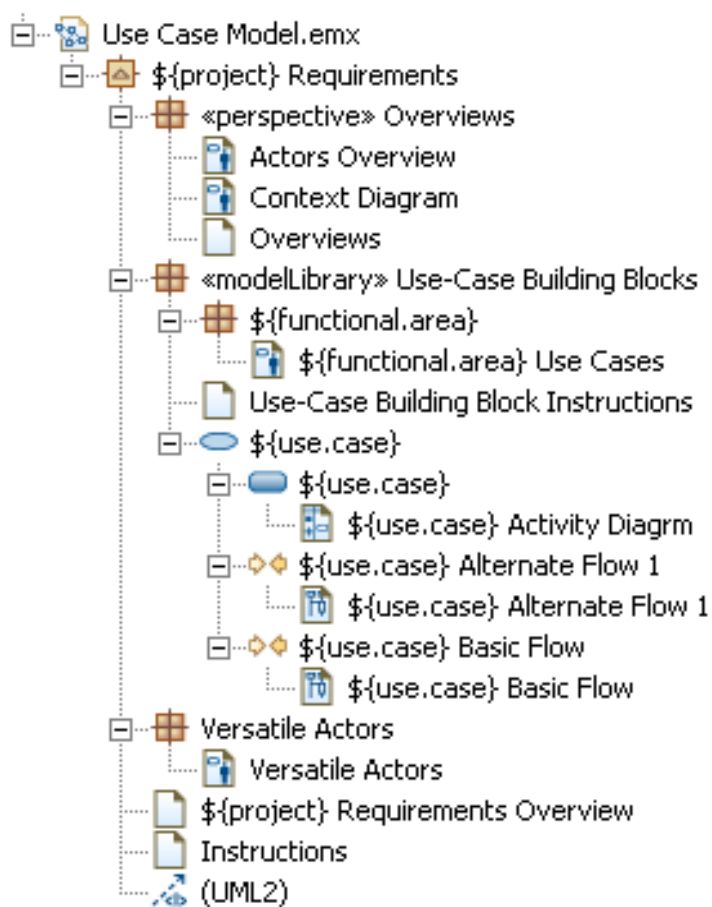 Use Case Model.emx
${project} Requirements
«perspective» Overviews
Actors Overview
Context Diagram
Overviews
«modelLibrary» Use-Case Building Blocks
${functional.area}
${functional.area} Use Cases
Use-Case Building Block Instructions
${use.case}
${use.case}
${use.case} Activity Diagrm
${use.case} Alternate Flow 1
${use.case} Alternate Flow 1
${use.case} Basic Flow
${use.case} Basic Flow
Versatile Actors
Versatile Actors
${project} Requirements Overview
Instructions
(UML2)